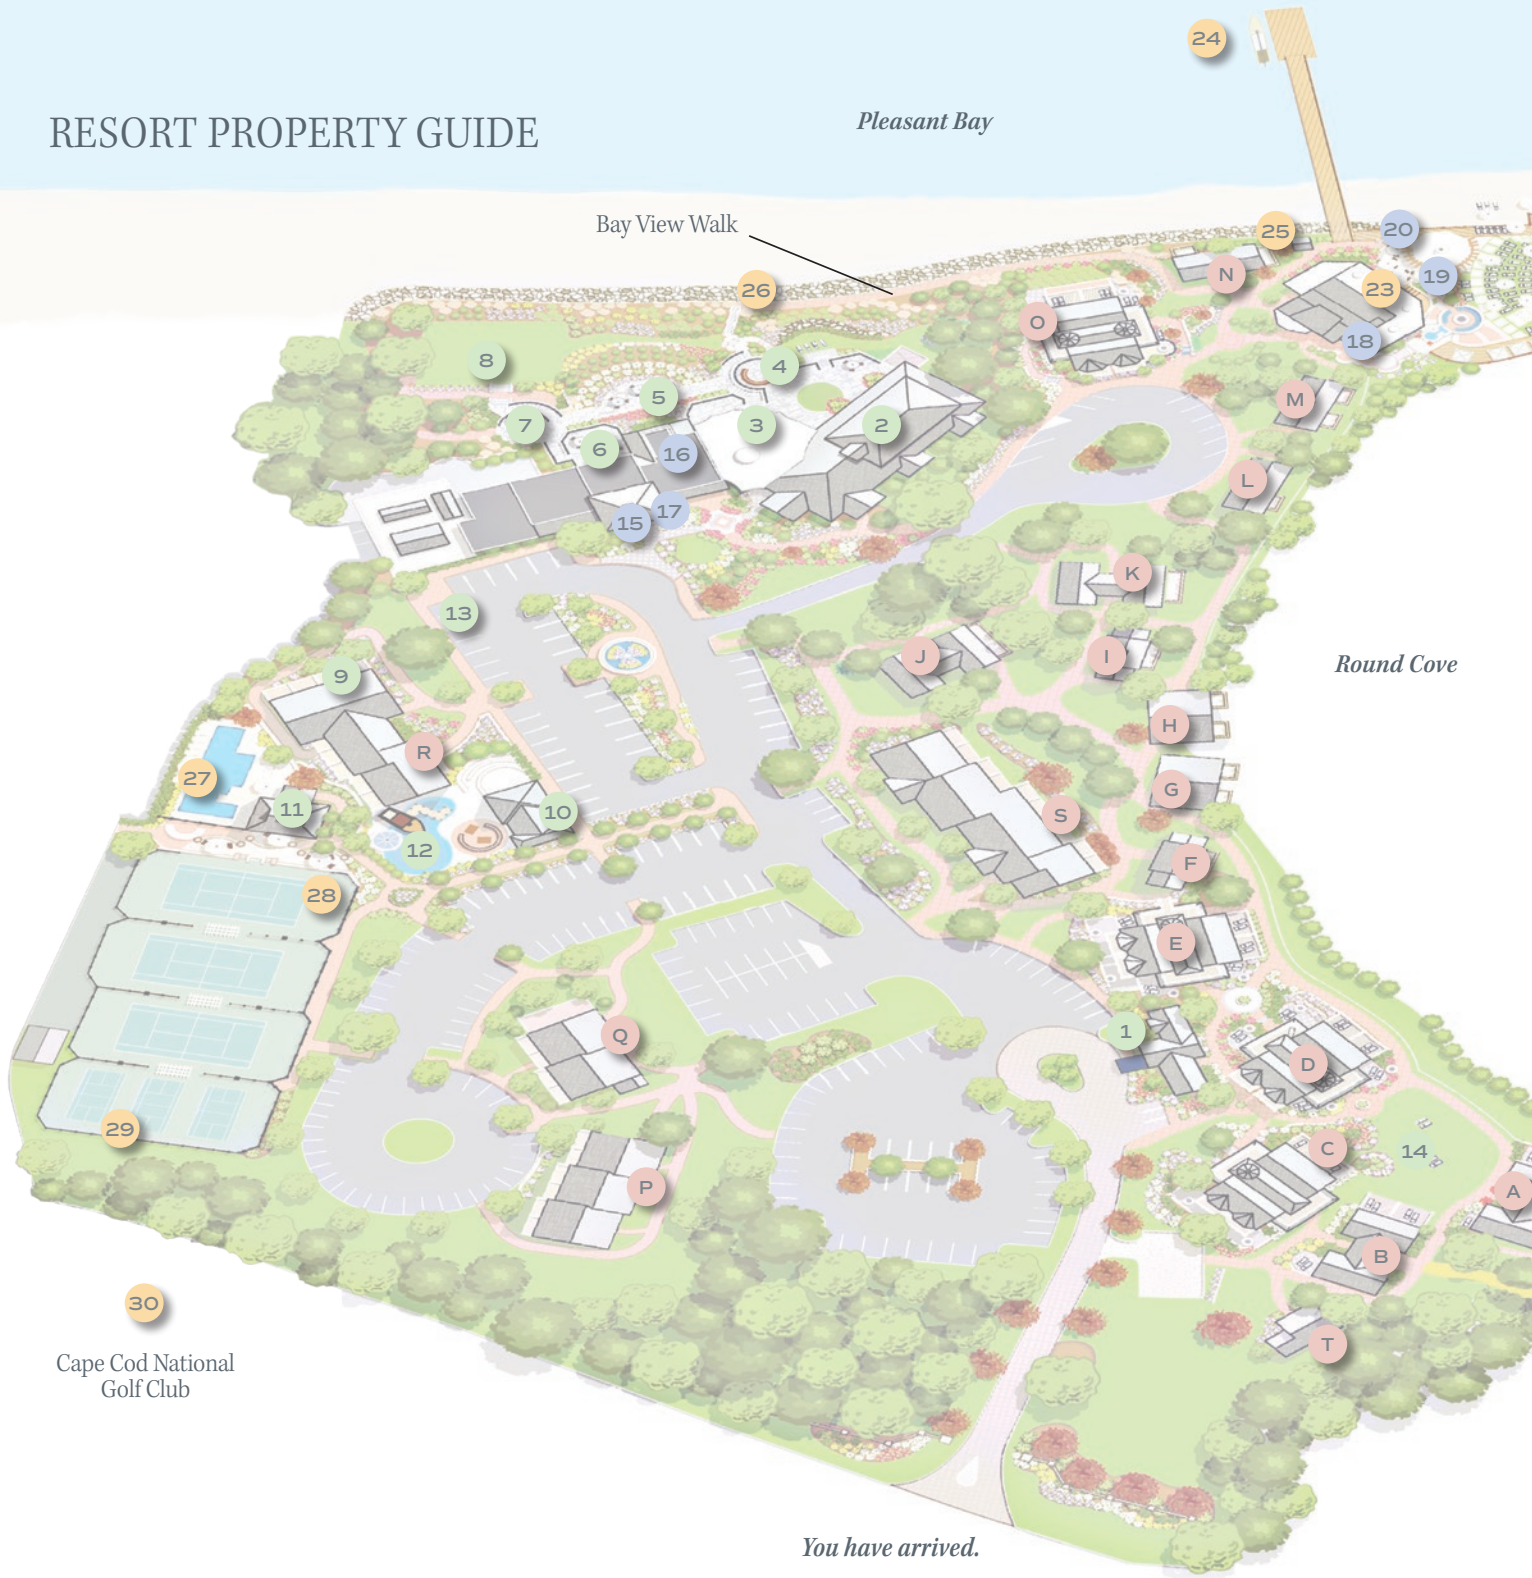 24
RESORT PROPERTY GUIDE
Pleasant Bay
Bay View Walk
25
20
N
19
26
23
O
18
8
4
5
M
7
3
2
6
16
L
17
15
K
13
J
I
Round Cove
9
H
R
27
G
11
10
S
12
F
28
E
1
Q
D
29
C
14
P
A
B
30
T
Cape Cod National
Golf Club
You have arrived.